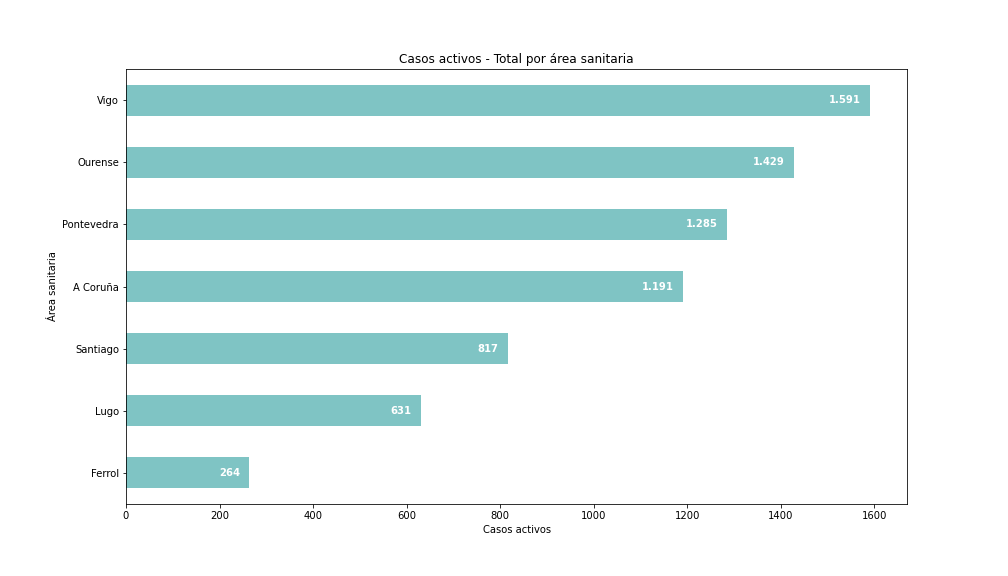 Casos activos - Total por área sanitaria
Vigo
1.591
Ourense
1.429
Pontevedra
1.285
A Coruña
1.191
Santiago
817
Lugo
631
Ferrol
264
Área sanitaria
0 200 400 600 800 1000 1200 1400 1600
Casos activos